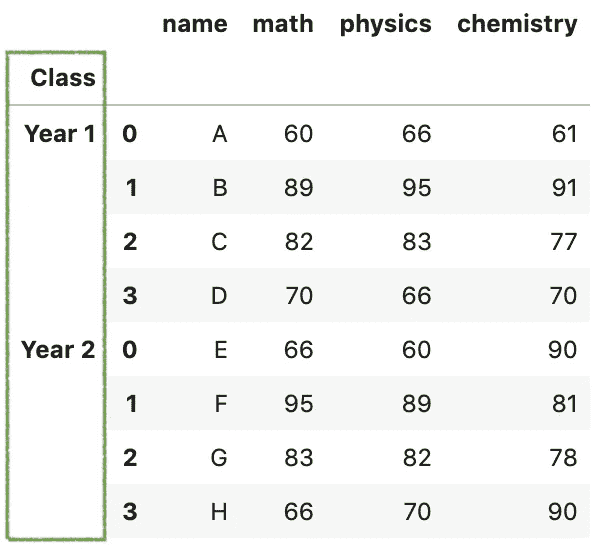 name math physics chemistry
Class
Year 1 0 A 60 66 61
1 B 89 95 91
2 C 82 83 77
3 D 70 66 70
Year 2 0 E 66 60 90
1 F 95 89 81
2 G 83 82 78
3 H 66 70 90